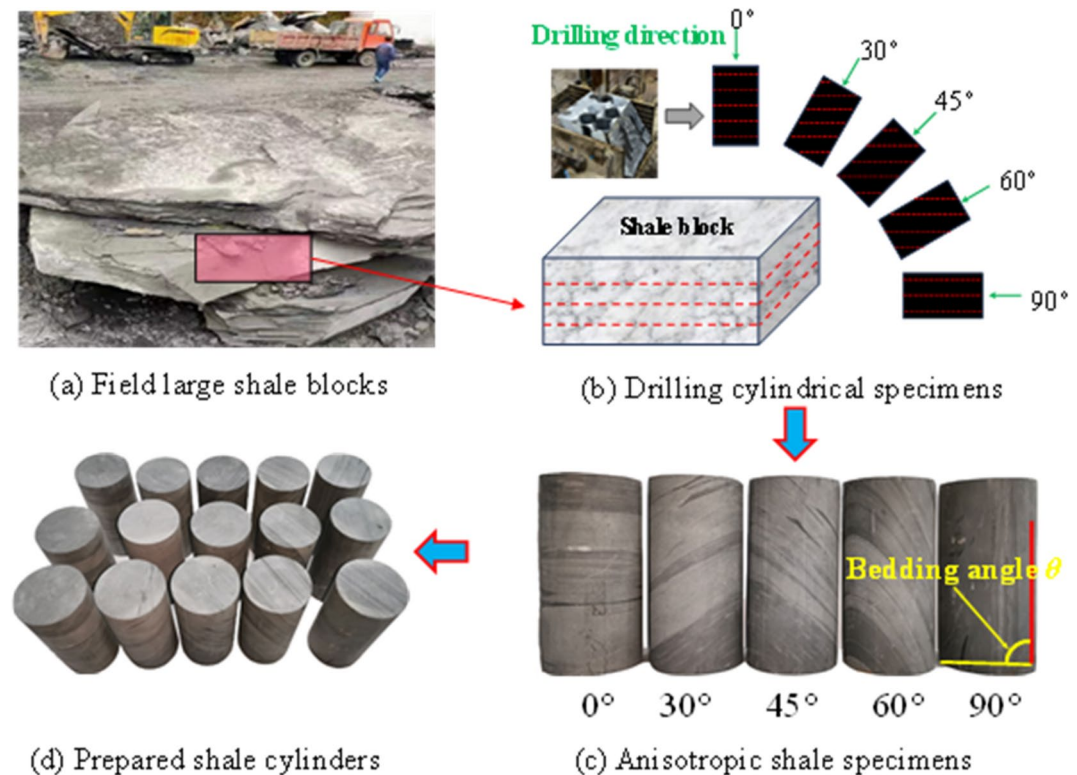 Drilling direction
0°
30°
45°
60°
90°
Shale block
(a) Field large shale blocks
(b) Drilling cylindrical specimens
Bedding angle θ
0° 30° 45° 60° 90°
(d) Prepared shale cylinders
(c) Anisotropic shale specimens